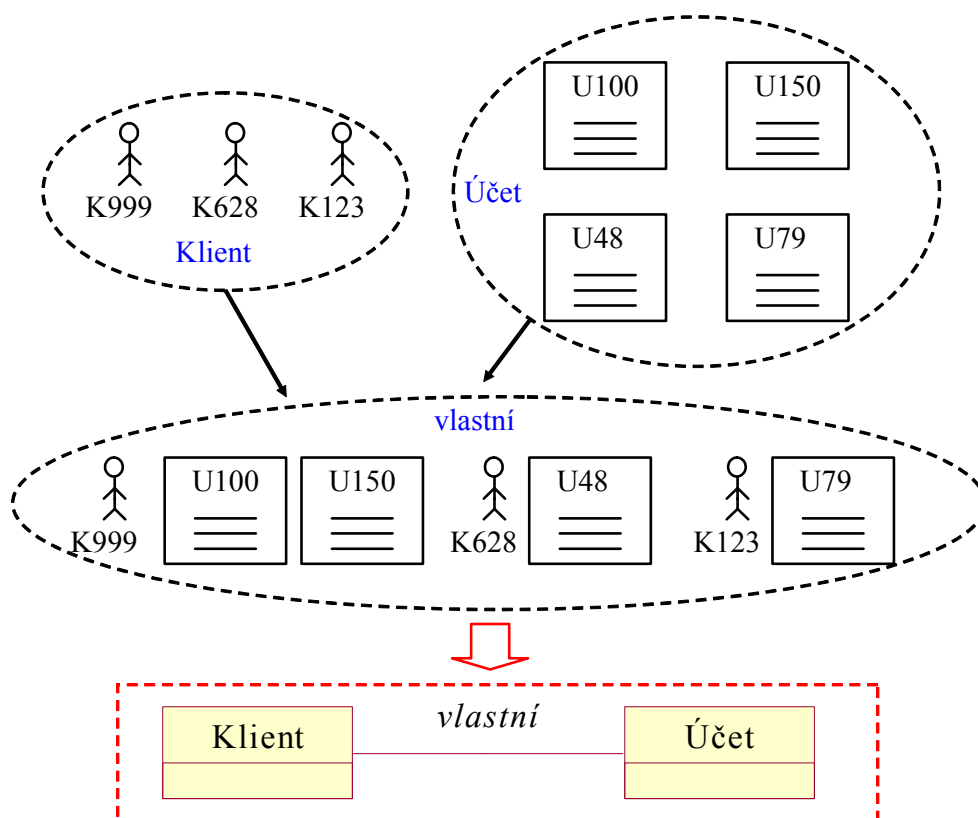 U100 U150
K999 K628 K123
Účet
Klient
U48 U79
vlastní
U100 U150 U48 U79
K999 K628 K123
vlastní
Klient Účet